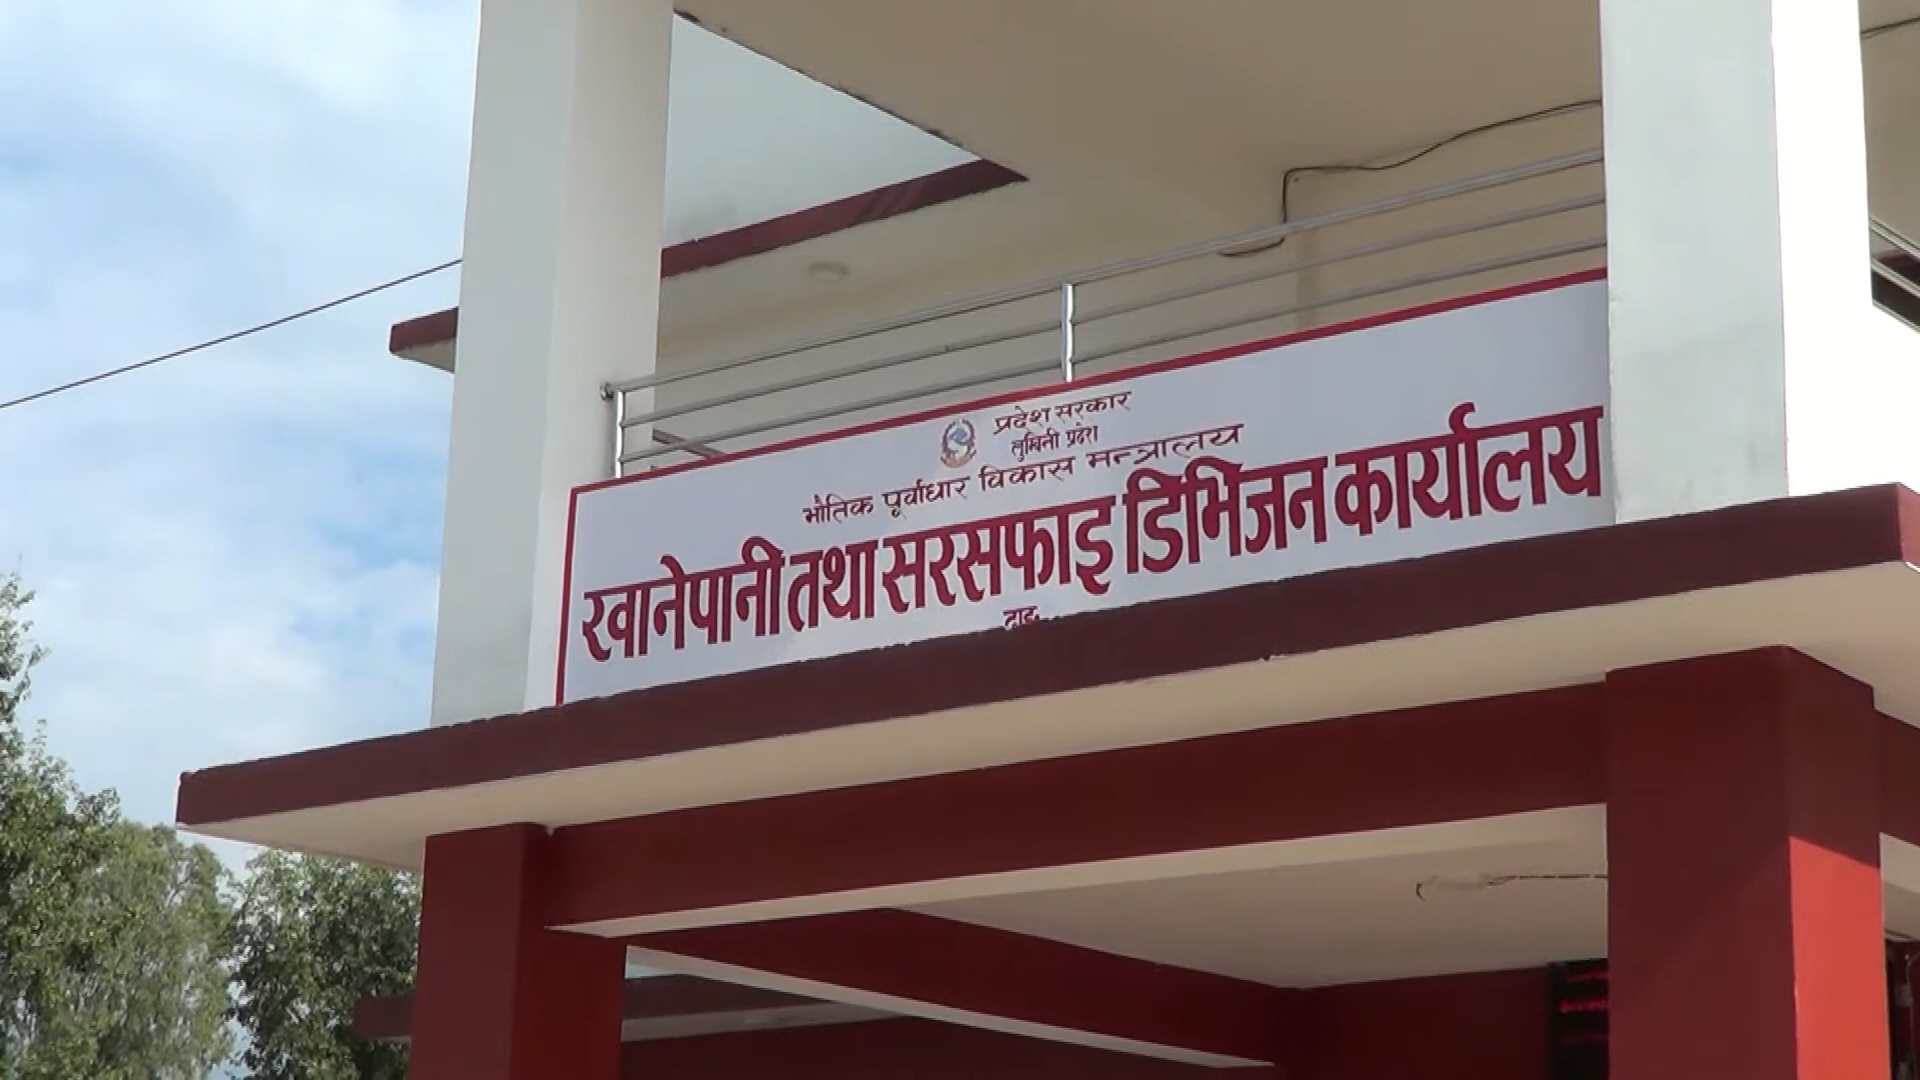 प्रदेश सरकार
लुम्बिनी प्रदेश
भौतिक पूर्वाधार विकास मन्त्रालय
खानेपानी तथा सरसफाइ डिभिजन कार्यालय